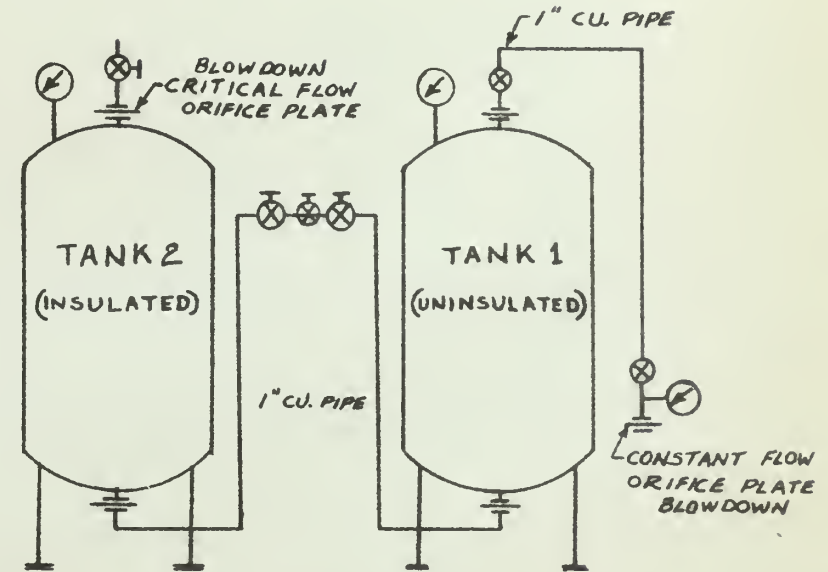 1" CU. PIPE
BLOWDOWN
CRITICAL FLOW
ORIFICE PLATE
TANK 2
(INSULATED)
TANK 1
(UNINSULATED)
1" CU. PIPE
CONSTANT FLOW
ORIFICE PLATE
BLOWDOWN